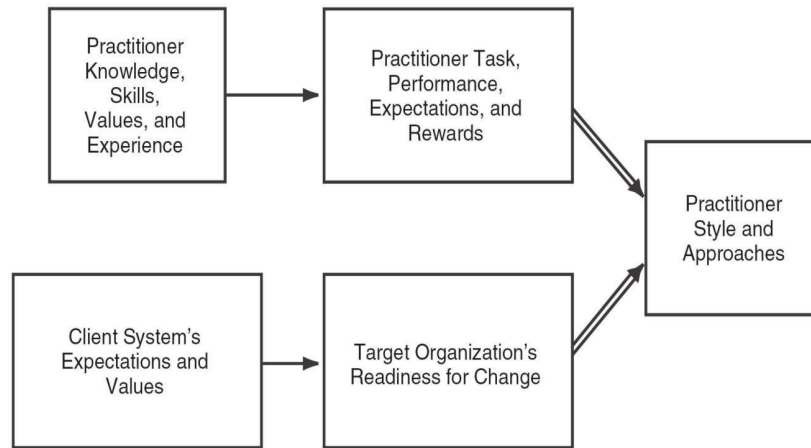 Practitioner
Knowledge,
Skills,
Values, and
Experience
Practitioner Task,
Performance,
Expectations, and
Rewards
Practitioner
Style and
Approaches
Client System's
Expectations and
Values
Target Organization's
Readiness for Change